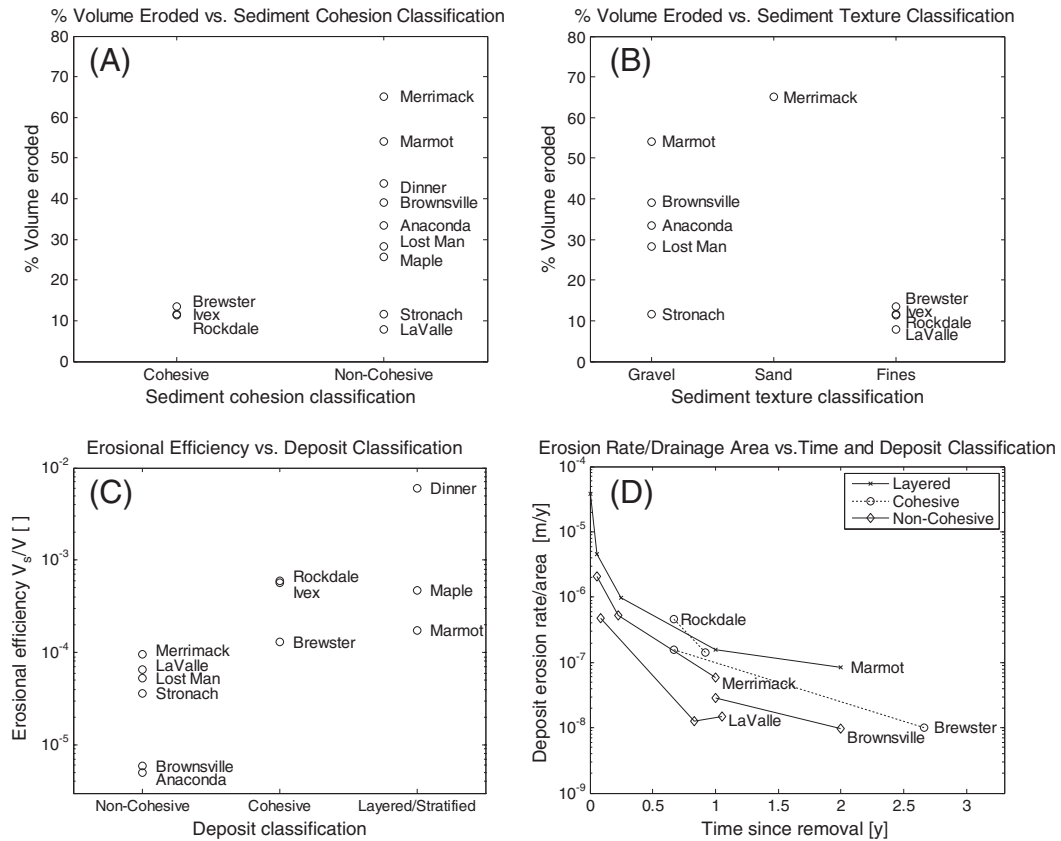 % Volume Eroded vs. Sediment Cohesion Classification
(A)
80
70
60
50
40
30
20
10
0
% Volume eroded
Merrimack
Marmot
Dinner
Brownsville
Anaconda
Lost Man
Maple
Brewster
Ivex
Rockdale
Stronach
LaValle
Cohesive
Non-Cohesive
Sediment cohesion classification
% Volume Eroded vs. Sediment Texture Classification
(B)
80
70
60
50
40
30
20
10
0
% Volume eroded
Merrimack
Marmot
Brownsville
Anaconda
Lost Man
Stronach
Brewster
Ivex
Rockdale
LaValle
Gravel
Sand
Fines
Sediment texture classification
Erosional Efficiency vs. Deposit Classification
(C)
10-2
10-3
10-4
10-5
Erosional efficiency Vs/V [ ]
Dinner
Rockdale
Ivex
Maple
Brewster
Marmot
Merrimack
LaValle
Lost Man
Stronach
Brownsville
Anaconda
Non-Cohesive
Cohesive
Layered/Stratified
Deposit classification
Erosion Rate/Drainage Area vs.Time and Deposit Classification
(D)
Layered
Cohesive
Non-Cohesive
10-4
10-5
10-6
10-7
10-8
10-9
Deposit erosion rate/area [m/y]
Rockdale
Marmot
Merrimack
LaValle
Brownsville
Brewster
0
0.5
1
1.5
2
2.5
3
Time since removal [y]